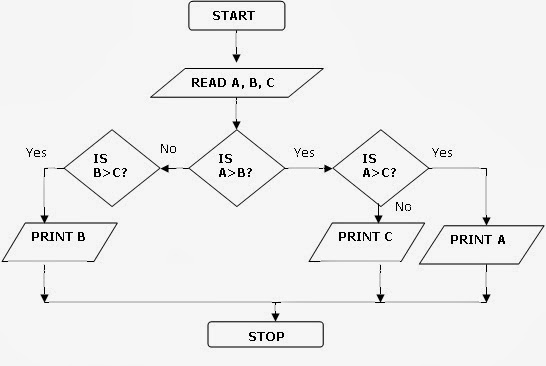 START
READ A, B, C
Yes
IS
B>C?
No
IS
A>B?
Yes
IS
A>C?
Yes
No
PRINT B
PRINT C
PRINT A
STOP